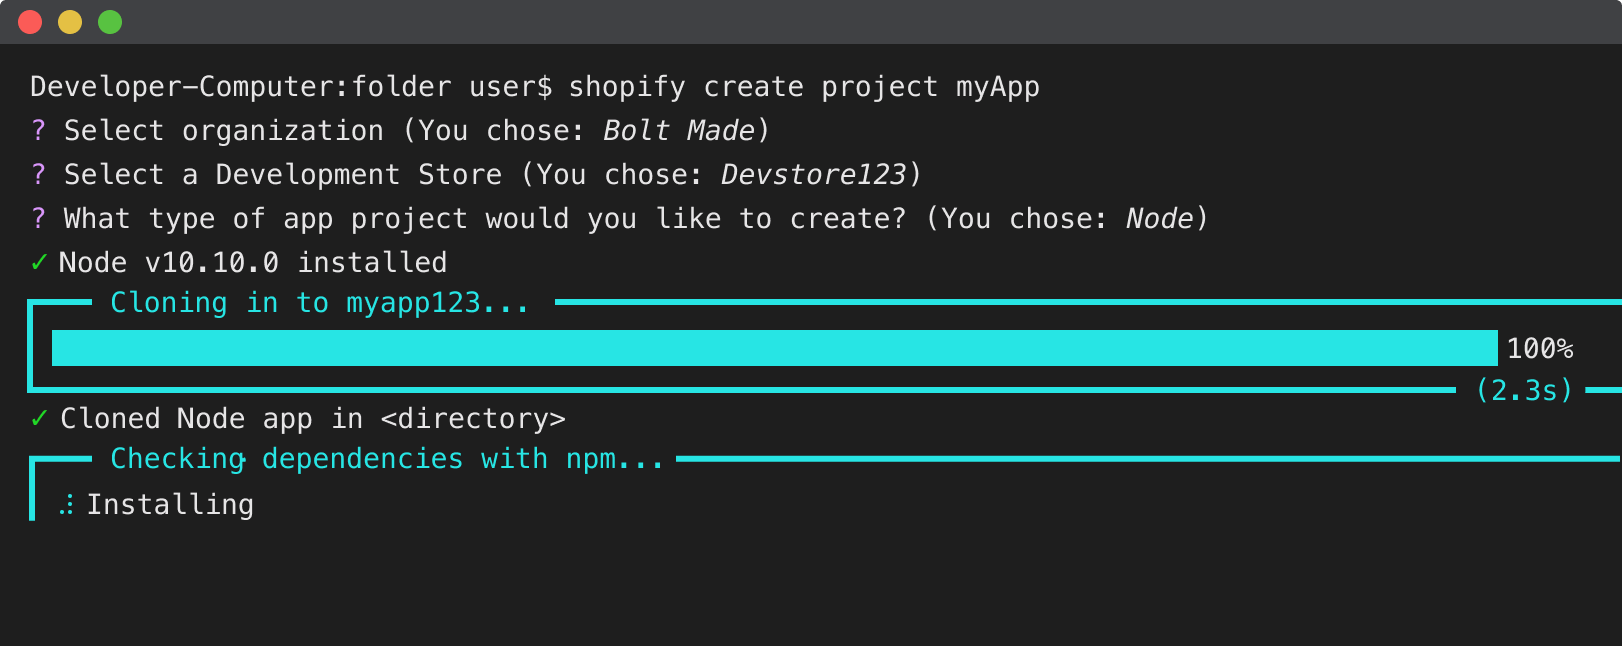 Developer-Computer:folder user$ shopify create project myApp
? Select organization (You chose: Bolt Made)
? Select a Development Store (You chose: Devstore123)
? What type of app project would you like to create? (You chose: Node)
✓ Node v10.10.0 installed
Cloning in to myapp123...
100%
(2.3s)
✓ Cloned Node app in <directory>
Checking dependencies with npm...
Installing